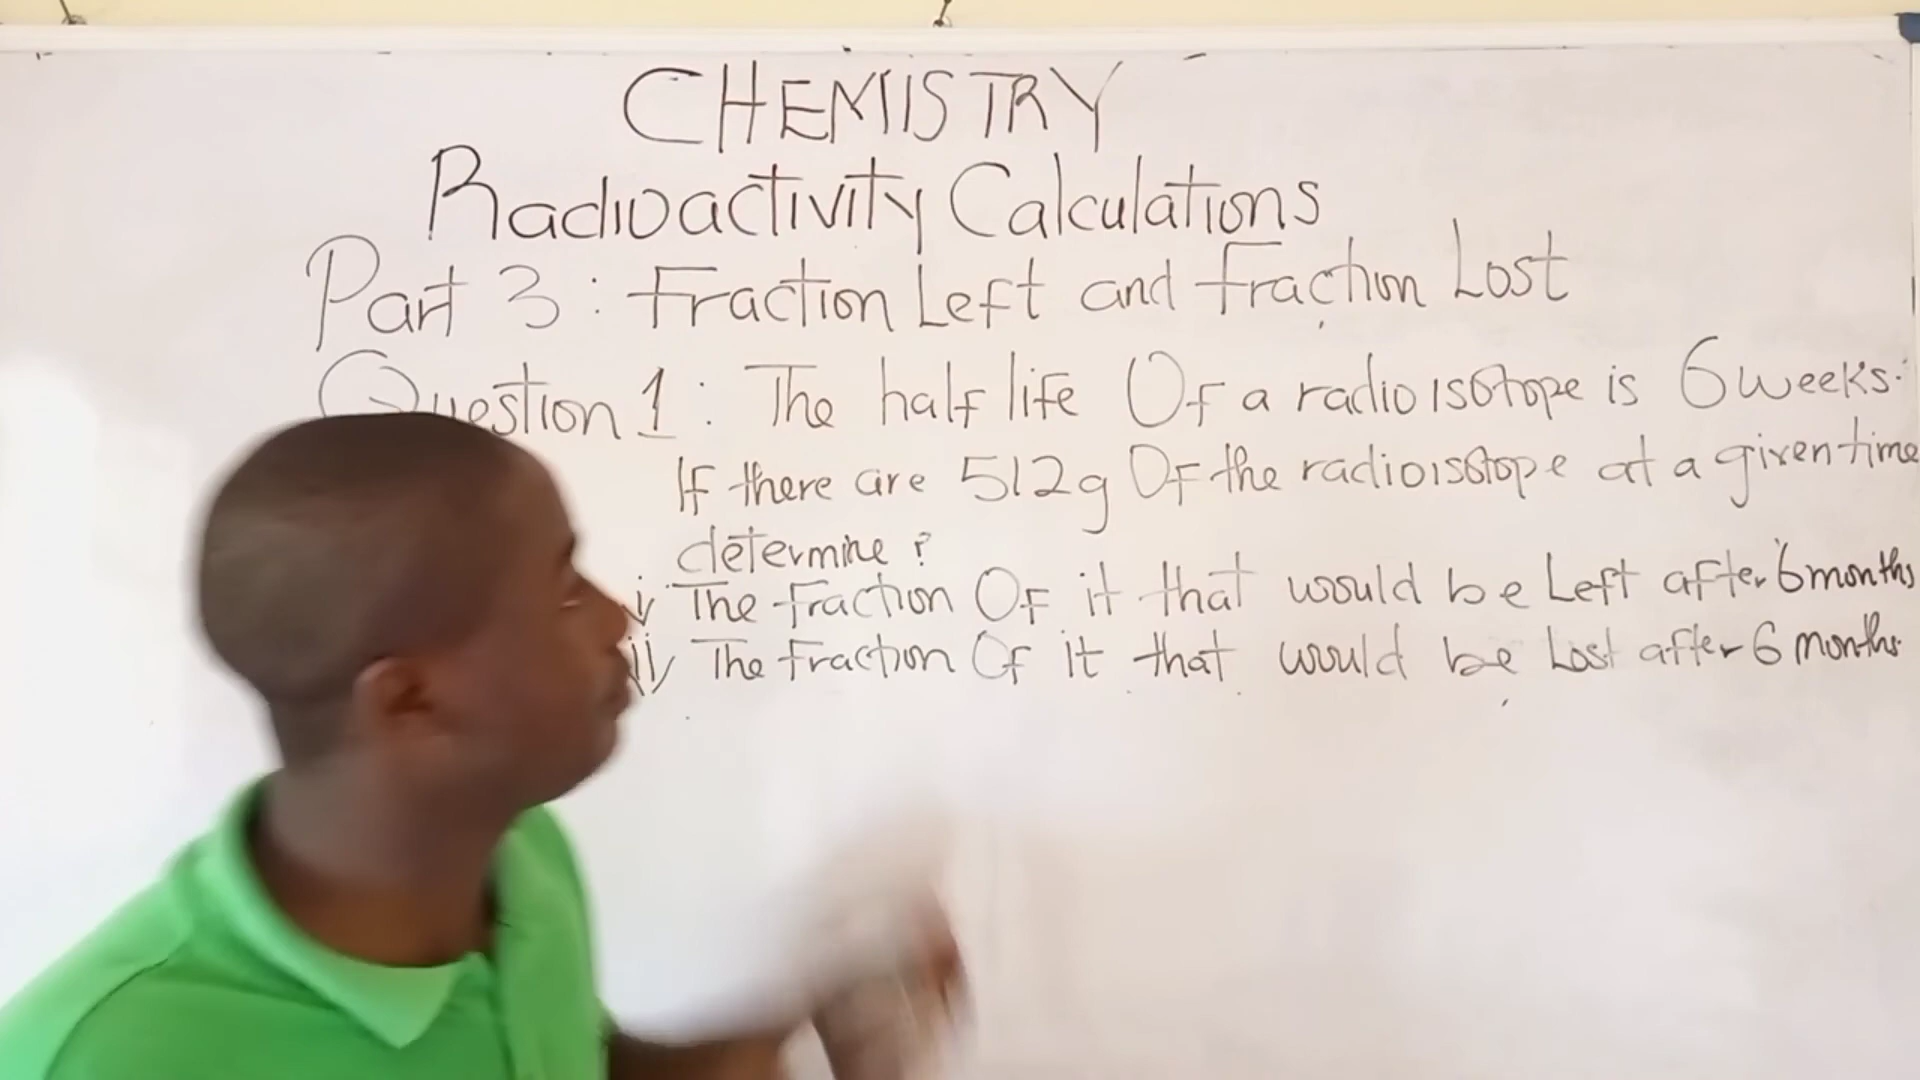 CHEMISTRY
Radioactivity Calculations
Part 3: Fraction Left and Fraction Lost
Question 1: The half life Of a radioisotope is 6 weeks.
If there are 512g Of the radioisotope at a given time
determine?
i/ The fraction Of it that would be Left after 6 months
ii/ The fraction Of it that would be Lost after 6 months.